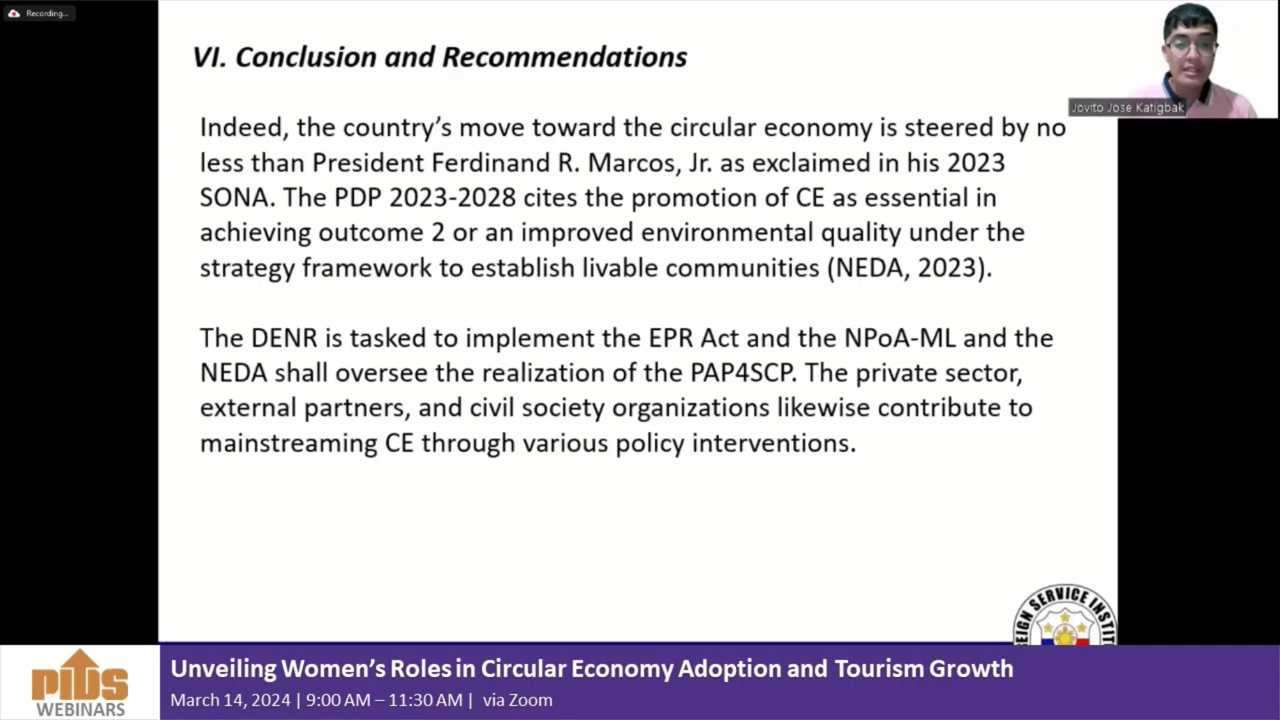 Recording...
VI. Conclusion and Recommendations
Jovito Jose Katigbak
Indeed, the country's move toward the circular economy is steered by no
less than President Ferdinand R. Marcos, Jr. as exclaimed in his 2023
SONA. The PDP 2023-2028 cites the promotion of CE as essential in
achieving outcome 2 or an improved environmental quality under the
strategy framework to establish livable communities (NEDA, 2023).
The DENR is tasked to implement the EPR Act and the NPoA-ML and the
NEDA shall oversee the realization of the PAP4SCP. The private sector,
external partners, and civil society organizations likewise contribute to
mainstreaming CE through various policy interventions.
EIGN SERVICE INSTIT
PIDS
WEBINARS
Unveiling Women's Roles in Circular Economy Adoption and Tourism Growth
March 14, 2024 | 9:00 AM – 11:30 AM | via Zoom